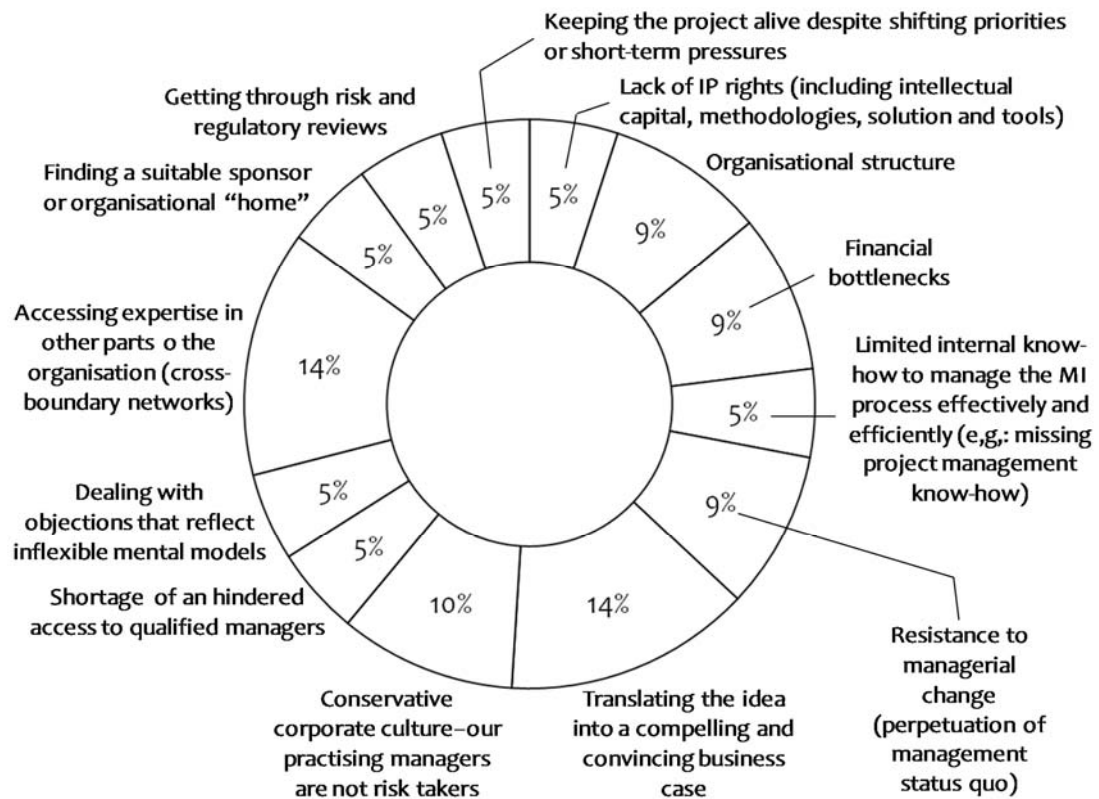 Keeping the project alive despite shifting priorities
or short-term pressures
5%
Lack of IP rights (including intellectual
capital, methodologies, solution and tools)
5%
Organisational structure
9%
Financial
bottlenecks
9%
Limited internal know-
how to manage the MI
process effectively and
efficiently (e,g,: missing
project management
know-how)
5%
Resistance to
managerial
change
(perpetuation of
management
status quo)
9%
Translating the idea
into a compelling and
convincing business
case
14%
Conservative
corporate culture–our
practising managers
are not risk takers
10%
Shortage of an hindered
access to qualified managers
5%
Dealing with
objections that reflect
inflexible mental models
5%
Accessing expertise in
other parts o the
organisation (cross-
boundary networks)
14%
Finding a suitable sponsor
or organisational “home”
5%
Getting through risk and
regulatory reviews
5%